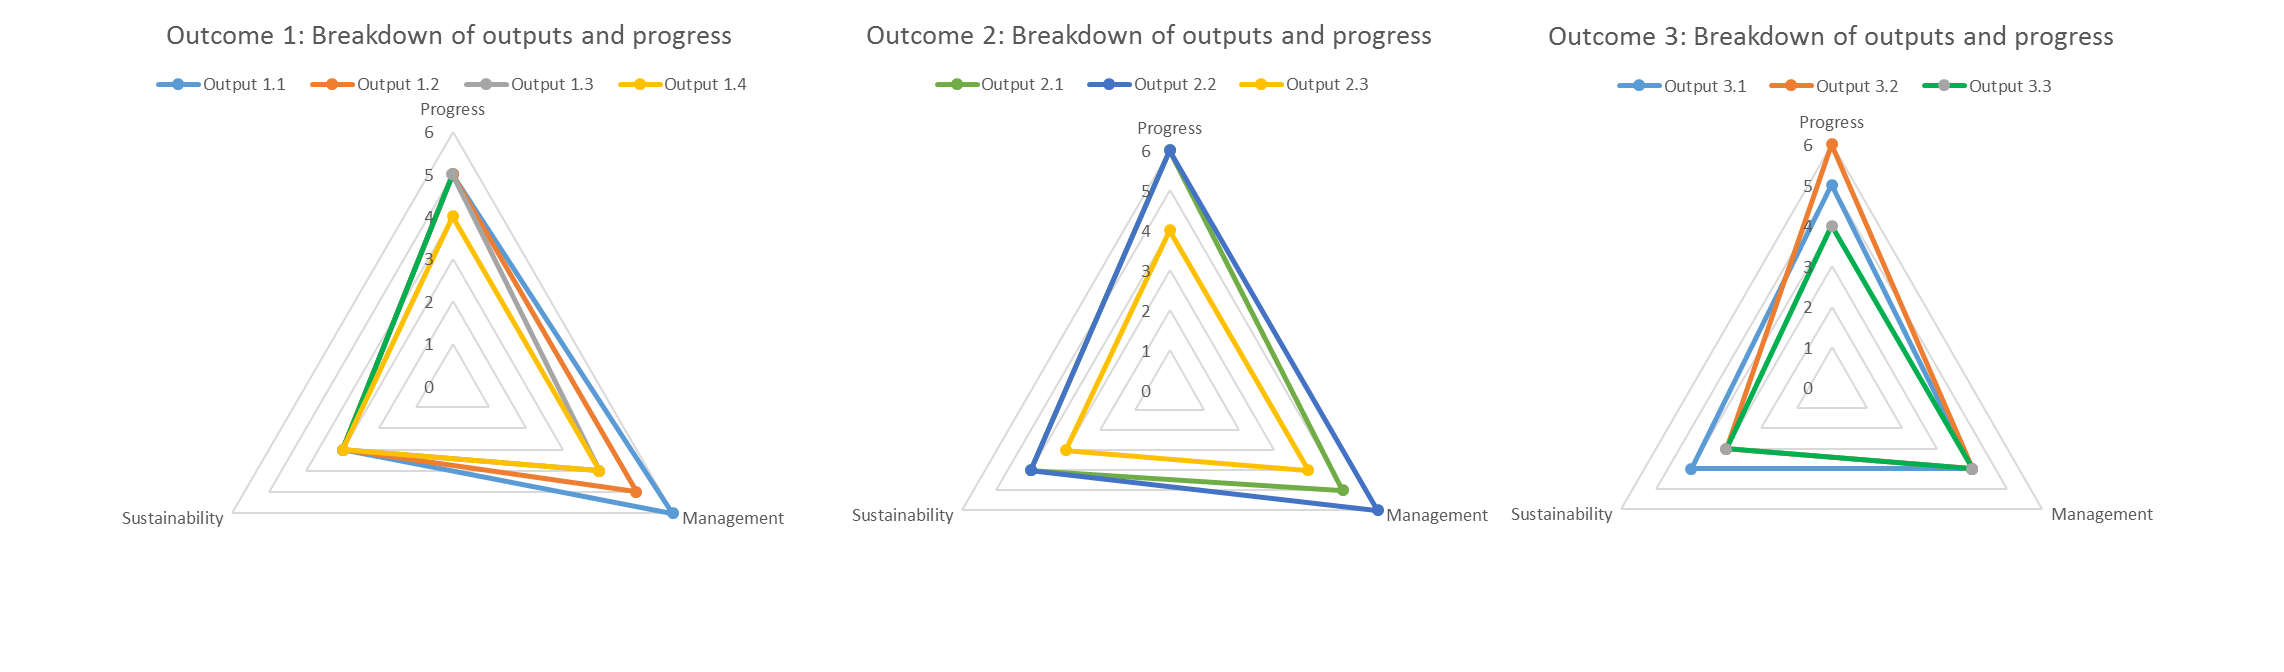 Outcome 1: Breakdown of outputs and progress
Output 1.1 Output 1.2 Output 1.3 Output 1.4
Progress
6
5
4
3
2
1
0
Sustainability
Management
Outcome 2: Breakdown of outputs and progress
Output 2.1 Output 2.2 Output 2.3
Progress
6
5
4
3
2
1
0
Sustainability
Management
Outcome 3: Breakdown of outputs and progress
Output 3.1 Output 3.2 Output 3.3
Progress
6
5
4
3
2
1
0
Sustainability
Management